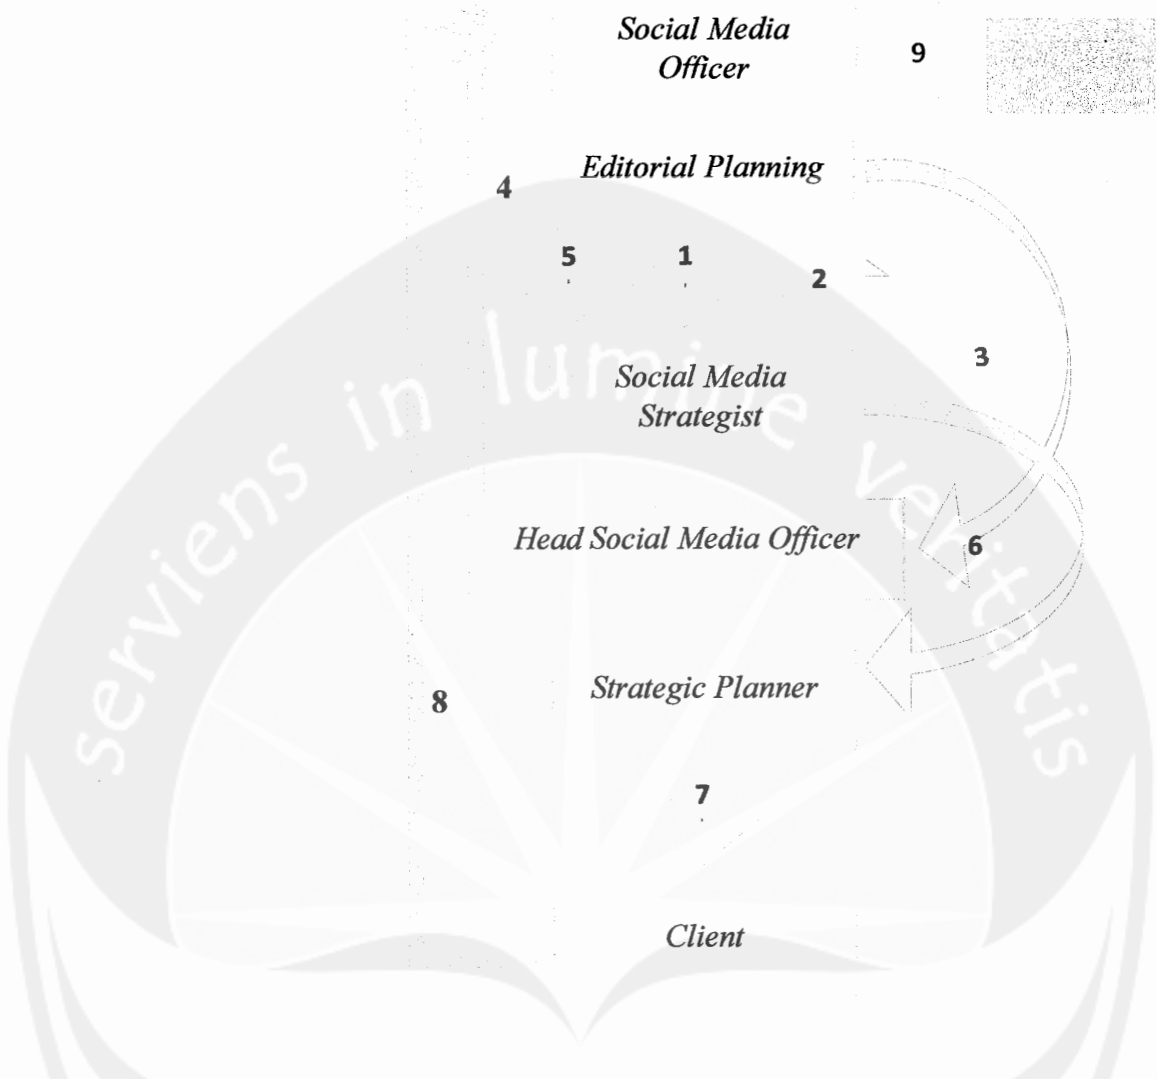 Social Media
Officer
9
Editorial Planning
4
5
1
2
3
Social Media
Strategist
Head Social Media Officer
6
Strategic Planner
8
7
Client
serviens in lumine veritatis